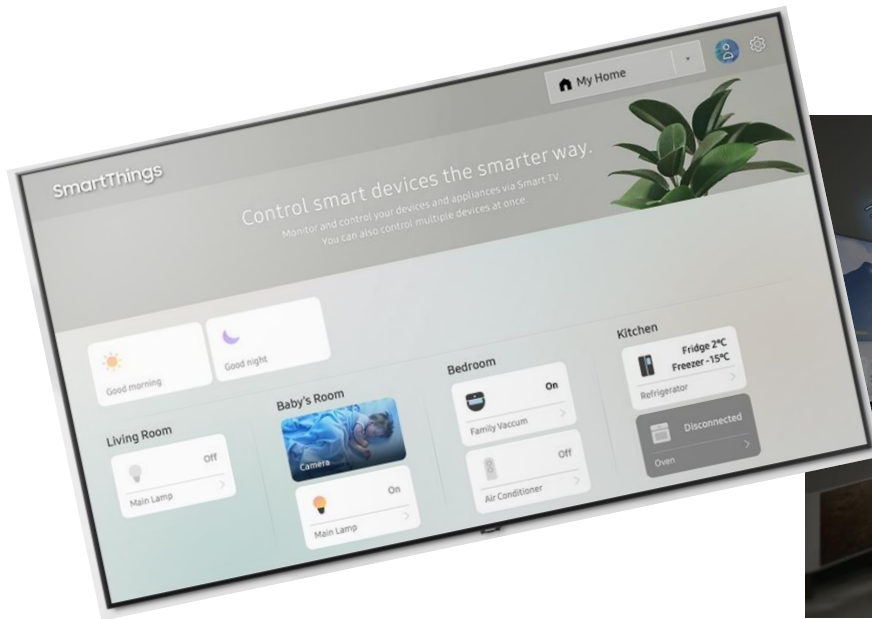 SmartThings
My Home
Control smart devices the smarter way.
Monitor and control your devices and appliances via Smart TV.
You can also control multiple devices at once
Good morning
Good night
Living Room
Off
Main Lamp
Baby's Room
Camera
On
Main Lamp
Bedroom
On
Family Vaccum
Off
Air Conditioner
Kitchen
Fridge 2°C
Freezer -15°C
Refrigerator
Disconnected
Oven